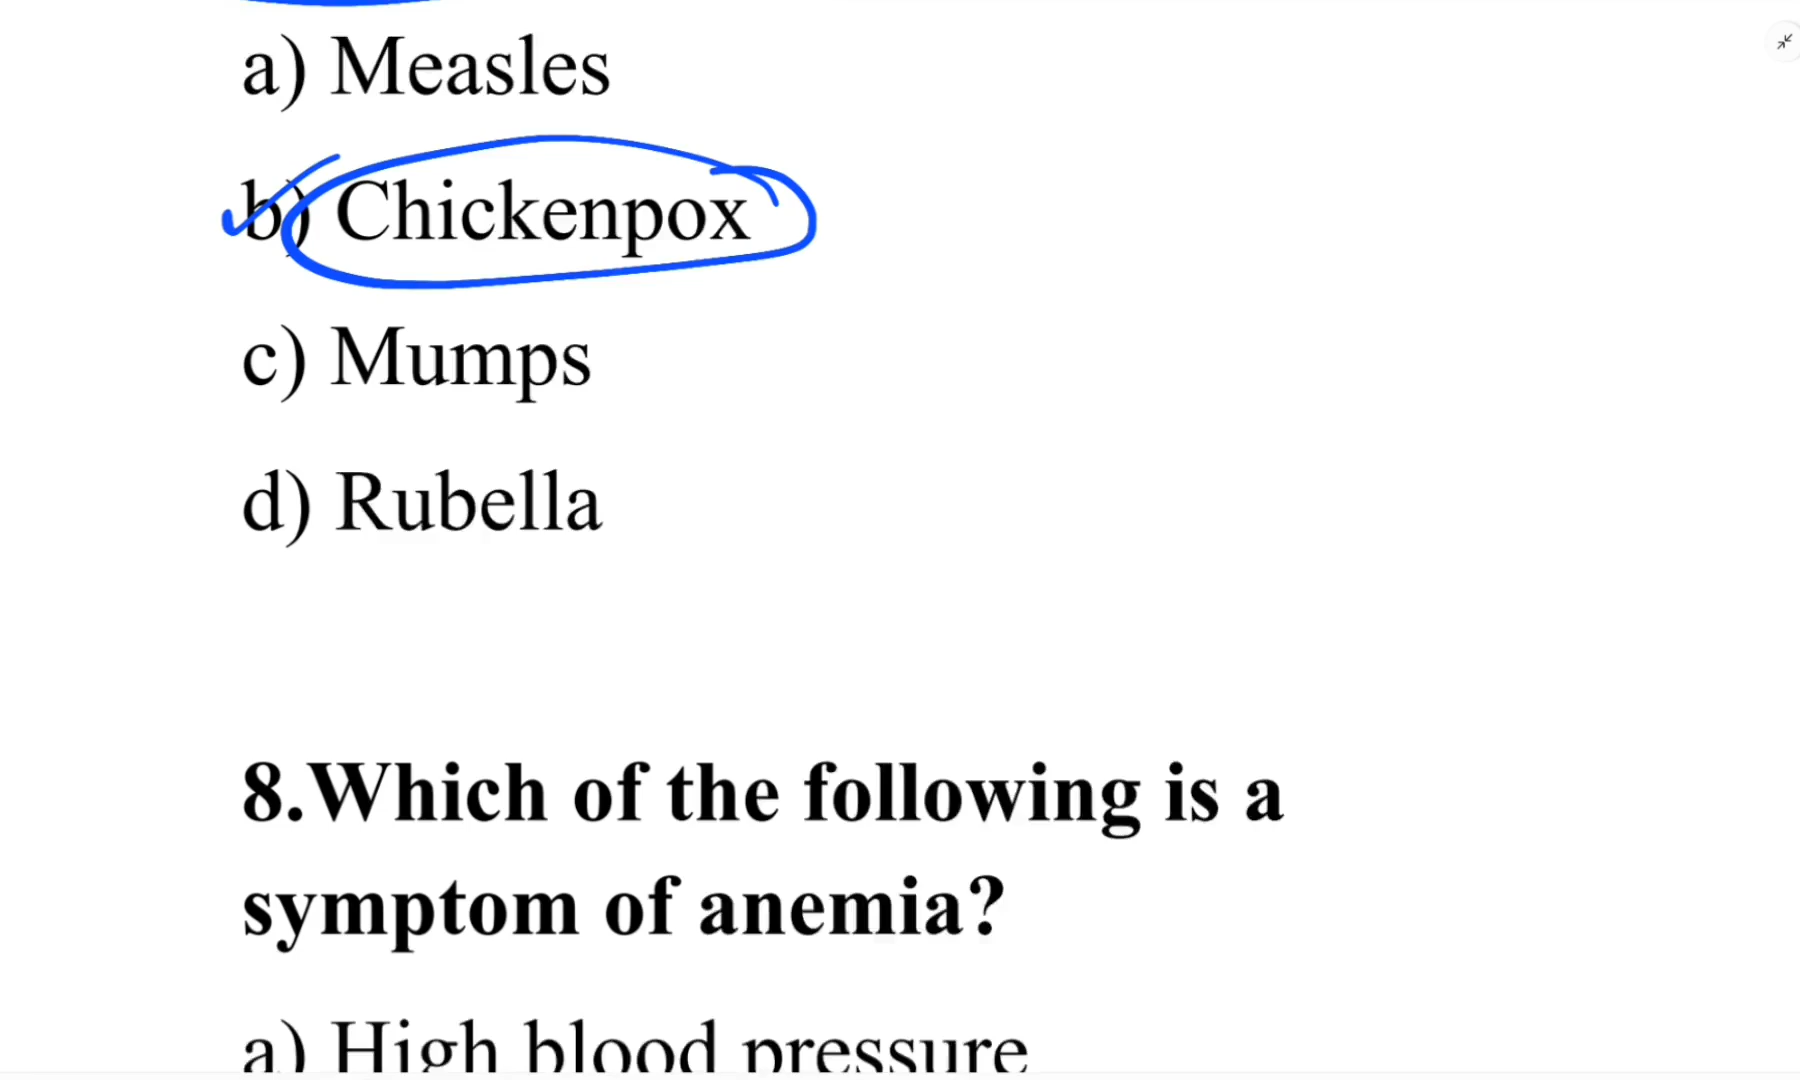 a) Measles
b) Chickenpox
c) Mumps
d) Rubella
8.Which of the following is a
symptom of anemia?
a) High blood pressure